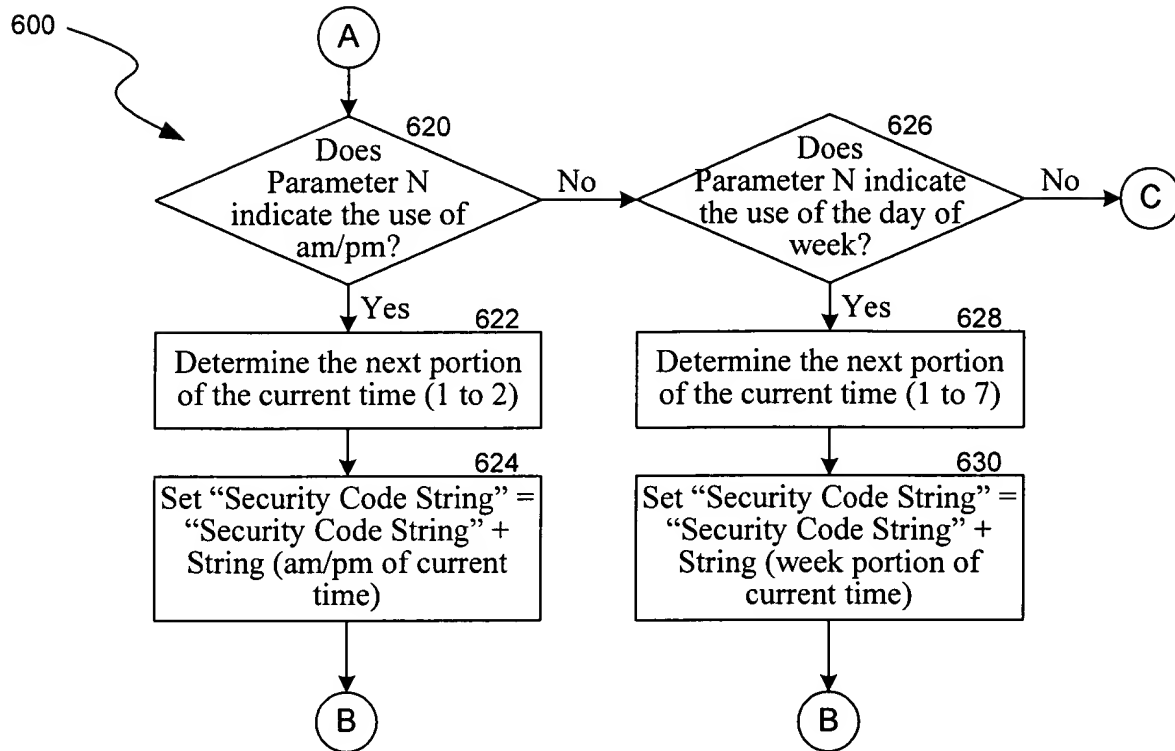 600
A
620
Does
Parameter N
indicate the use of
am/pm?
No
626
Does
Parameter N indicate
the use of the day of
week?
No
C
Yes
622
Determine the next portion
of the current time (1 to 2)
Yes
628
Determine the next portion
of the current time (1 to 7)
624
Set “Security Code String” =
“Security Code String” +
String (am/pm of current
time)
630
Set “Security Code String” =
“Security Code String” +
String (week portion of
current time)
B
B